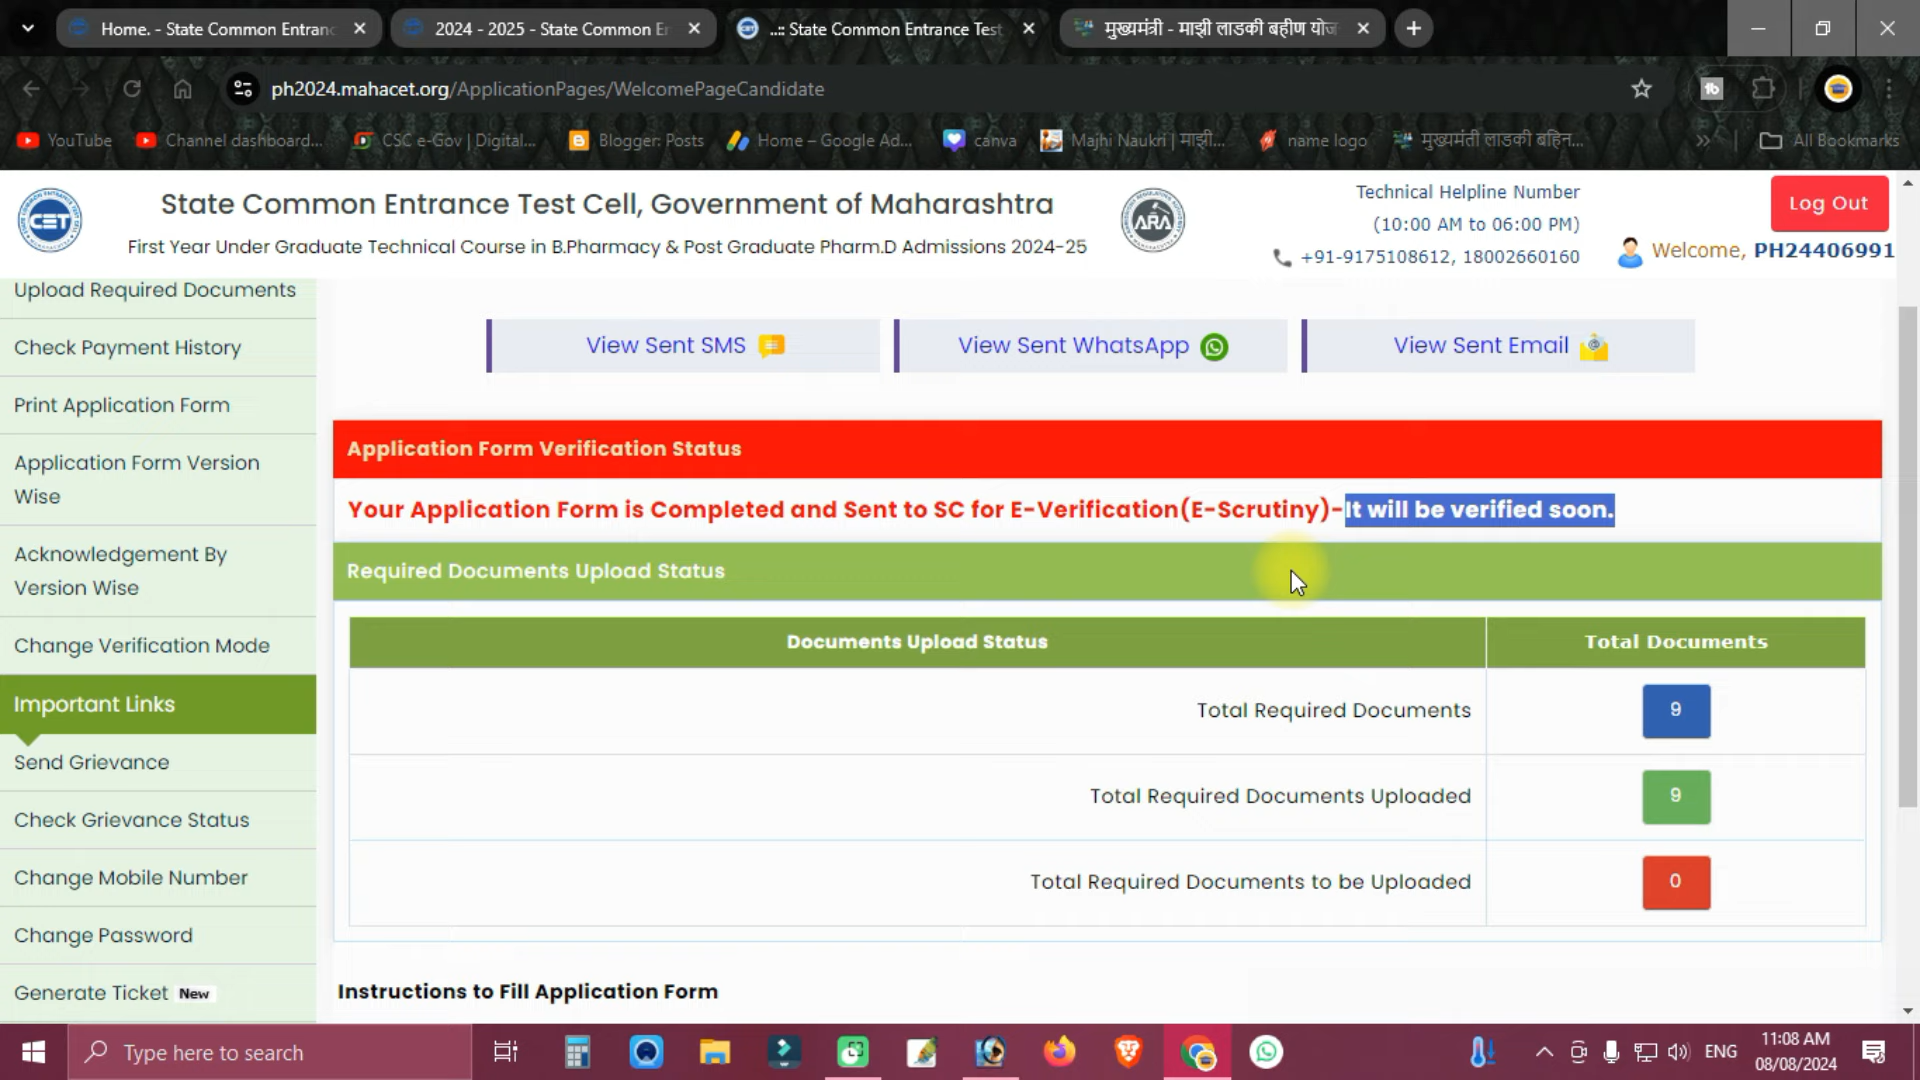 Home. - State Common Entranc
2024 - 2025 - State Common Er
..:: State Common Entrance Test
मुख्यमंत्री - माझी लाडकी बहीण योज
ph2024.mahacet.org/ApplicationPages/WelcomePageCandidate
YouTube
Channel dashboard...
CSC e-Gov | Digital...
Blogger: Posts
Home – Google Ad...
canva
Majhi Naukri | माझी...
name logo
मुख्यमंती लाडकी बहिन...
All Bookmarks
CET
State Common Entrance Test Cell, Government of Maharashtra
First Year Under Graduate Technical Course in B.Pharmacy & Post Graduate Pharm.D Admissions 2024-25
ARA
Technical Helpline Number
(10:00 AM to 06:00 PM)
+91-9175108612, 18002660160
Log Out
Welcome, PH24406991
Upload Required Documents
Check Payment History
Print Application Form
Application Form Version
Wise
Acknowledgement By
Version Wise
Change Verification Mode
Important Links
Send Grievance
Check Grievance Status
Change Mobile Number
Change Password
Generate Ticket New
View Sent SMS
View Sent WhatsApp
View Sent Email
Application Form Verification Status
Your Application Form is Completed and Sent to SC for E-Verification(E-Scrutiny)-It will be verified soon.
Required Documents Upload Status
Documents Upload Status
Total Documents
Total Required Documents
9
Total Required Documents Uploaded
9
Total Required Documents to be Uploaded
0
Instructions to Fill Application Form
Type here to search
ENG
11:08 AM
08/08/2024